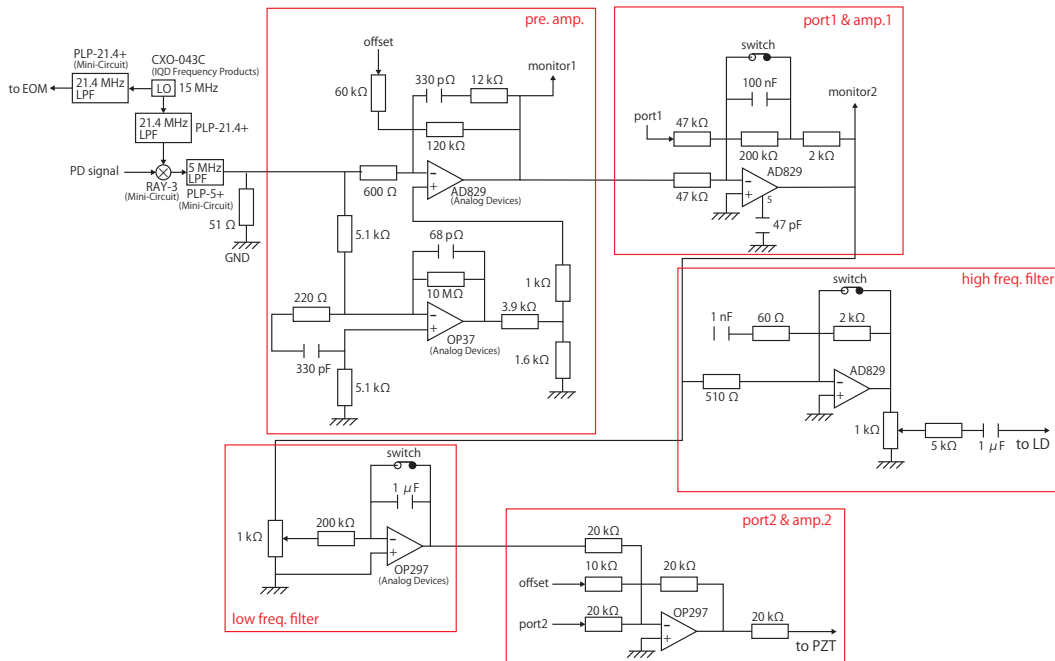 pre. amp.
port1 & amp.1
PLP-21.4+
(Mini-Circuit)
CXO-043C
(IQD Frequency Products)
to EOM
21.4 MHz
LPF
LO
15 MHz
21.4 MHz
LPF
PLP-21.4+
PD signal
RAY-3
(Mini-Circuit)
5 MHz
LPF
PLP-5+
(Mini-Circuit)
51 Ω
GND
offset
60 kΩ
330 pΩ
12 kΩ
monitor1
120 kΩ
600 Ω
AD829
(Analog Devices)
5.1 kΩ
68 pΩ
10 MΩ
220 Ω
330 pF
OP37
(Analog Devices)
3.9 kΩ
1 kΩ
1.6 kΩ
5.1 kΩ
switch
100 nF
monitor2
port1
47 kΩ
200 kΩ
2 kΩ
47 kΩ
AD829
5
47 pF
high freq. filter
switch
1 nF
60 Ω
2 kΩ
510 Ω
AD829
1 kΩ
5 kΩ
1 μF
to LD
switch
1 μF
200 kΩ
1 kΩ
OP297
(Analog Devices)
low freq. filter
port2 & amp.2
20 kΩ
offset
10 kΩ
20 kΩ
port2
20 kΩ
OP297
20 kΩ
to PZT